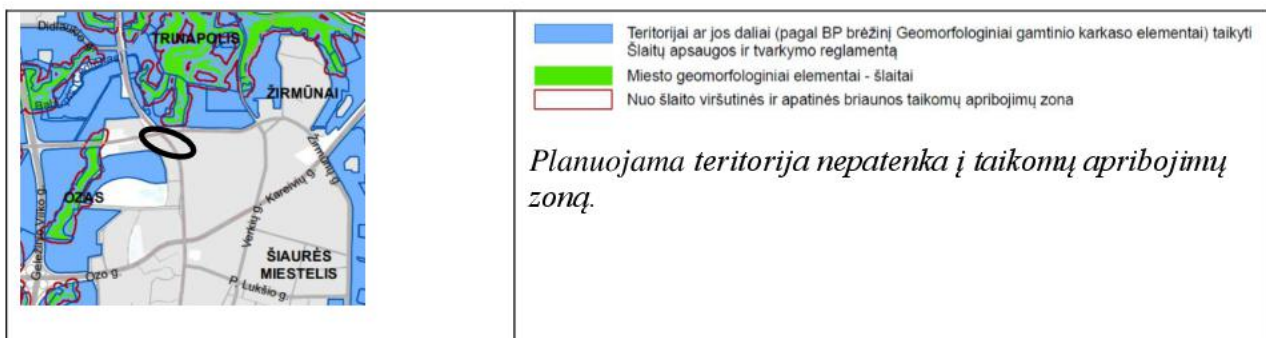 Didlaukio g.
TRINAPOLIS
ŽIRMŪNAI
Žirmūnų g.
OZAS
Kareivių g.
Verkių g.
Geležinio Vilko g.
Ozo g.
ŠIAURĖS
MIESTELIS
P. Lukšio g.
Teritorijai ar jos daliai (pagal BP brėžinį Geomorfologiniai gamtinio karkaso elementai) taikyti
Šlaitų apsaugos ir tvarkymo reglamentą
Miesto geomorfologiniai elementai - šlaitai
Nuo šlaito viršutinės ir apatinės briaunos taikomų apribojimų zona
Planuojama teritorija nepatenka į taikomų apribojimų
zoną.